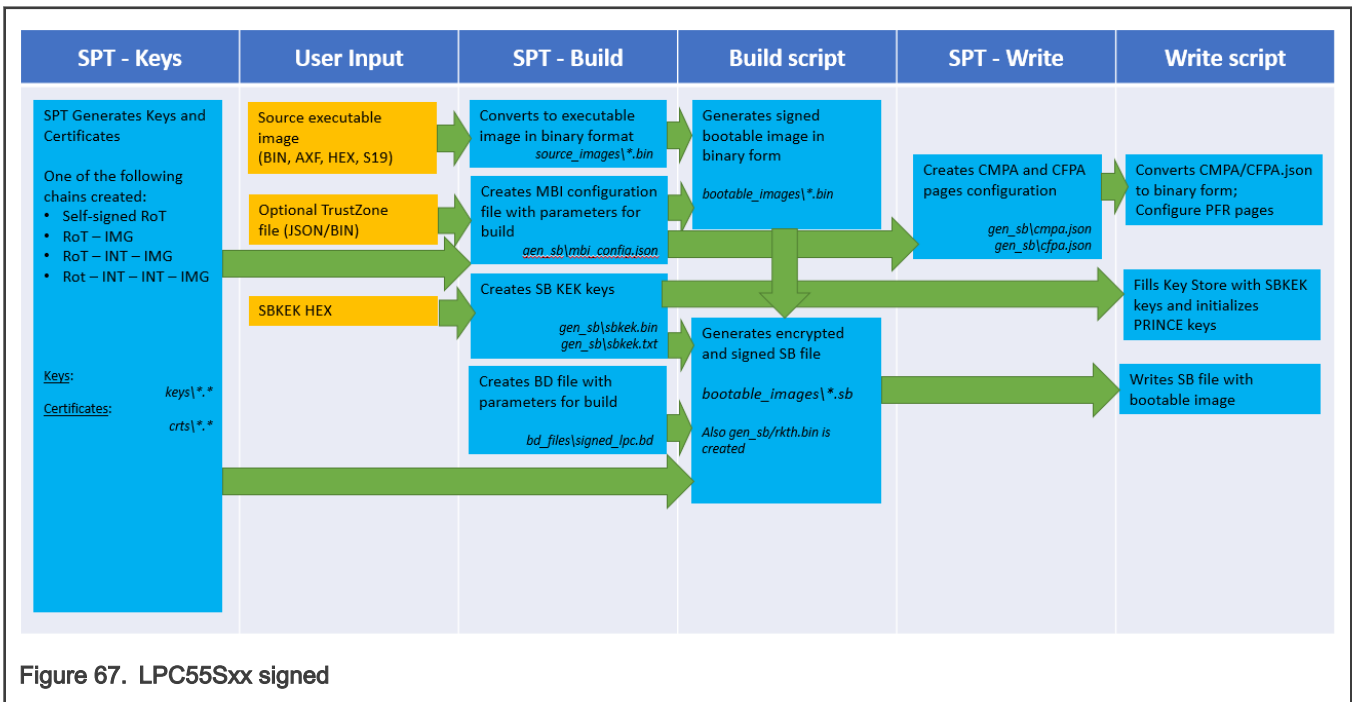 SPT - Keys
User Input
SPT - Build
Build script
SPT - Write
Write script
SPT Generates Keys and
Certificates
One of the following
chains created:
• Self-signed RoT
• RoT – IMG
• RoT – INT – IMG
• Rot – INT – INT – IMG
Keys:
keys\*.*
Certificates:
crts\*.*
Source executable
image
(BIN, AXF, HEX, S19)
Optional TrustZone
file (JSON/BIN)
SBKEK HEX
Converts to executable
image in binary format
source_images\*.bin
Creates MBI configuration
file with parameters for
build
gen_sb\mbi_config.json
Creates SB KEK keys
gen_sb\sbkek.bin
gen_sb\sbkek.txt
Creates BD file with
parameters for build
bd_files\signed_lpc.bd
Generates signed
bootable image in
binary form
bootable_images\*.bin
Generates encrypted
and signed SB file
bootable_images\*.sb
Also gen_sb/rkth.bin is
created
Creates CMPA and CFPA
pages configuration
gen_sb\cmpa.json
gen_sb\cfpa.json
Converts CMPA/CFPA.json
to binary form;
Configure PFR pages
Fills Key Store with SBKEK
keys and initializes
PRINCE keys
Writes SB file with
bootable image
Figure 67. LPC55Sxx signed